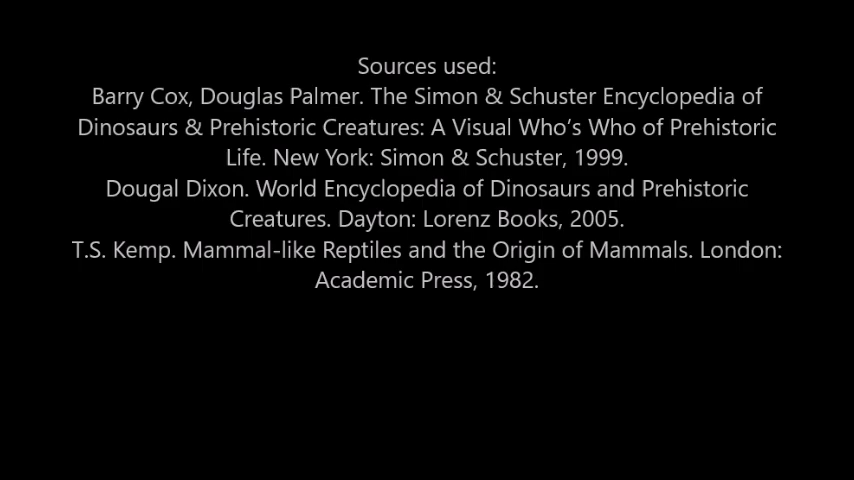 Sources used:
Barry Cox, Douglas Palmer. The Simon & Schuster Encyclopedia of
Dinosaurs & Prehistoric Creatures: A Visual Who’s Who of Prehistoric
Life. New York: Simon & Schuster, 1999.
Dougal Dixon. World Encyclopedia of Dinosaurs and Prehistoric
Creatures. Dayton: Lorenz Books, 2005.
T.S. Kemp. Mammal-like Reptiles and the Origin of Mammals. London:
Academic Press, 1982.